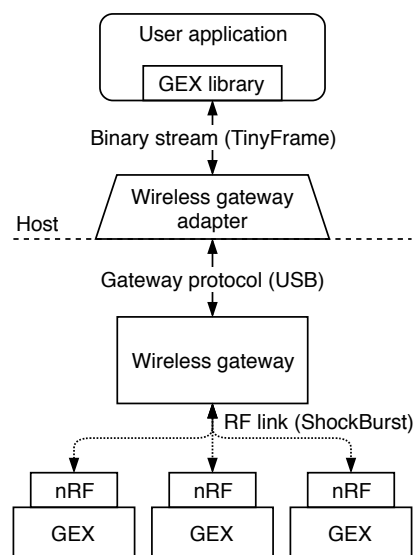 User application
GEX library
Binary stream (TinyFrame)
Wireless gateway
adapter
Host
Gateway protocol (USB)
Wireless gateway
RF link (ShockBurst)
nRF nRF nRF
GEX GEX GEX